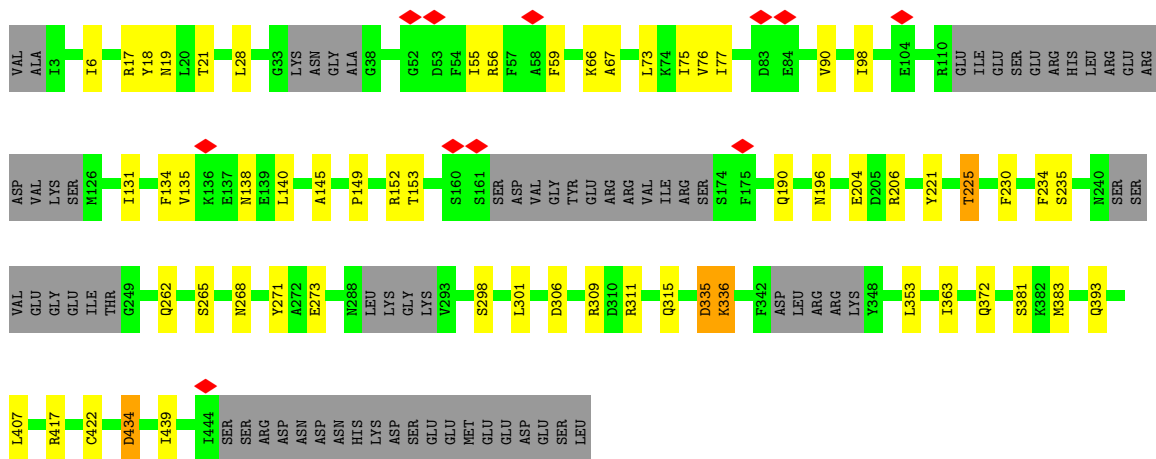 VAL ALA I3 I6 R17 Y18 N19 L20 T21 L28 G33 LYS ASN GLY ALA G38 G52 D53 F54 I55 R56 F57 A58 F59 K66 A67 L73 K74 I75 V76 I77 D83 E84 V90 I98 E104 R110 GLU ILE GLU SER GLU ARG HIS LEU ARG GLU ARG
ASP VAL LYS SER M126 I131 F134 V135 K136 E137 N138 E139 L140 A145 P149 R152 T153 S160 S161 SER ASP VAL GLY TYR GLU ARG ARG VAL ILE ARG SER S174 F175 Q190 N196 E204 D205 R206 Y221 T225 F230 F234 S235 N240 SER SER
VAL GLU GLY GLU ILE THR G249 Q262 S265 N268 Y271 A272 E273 N288 LEU LYS GLY LYS V293 S298 L301 D306 R309 D310 R311 Q315 D335 K336 F342 ASP LEU ARG ARG LYS Y348 L353 I363 Q372 S381 K382 M383 Q393
L407 R417 C422 D434 I439 I444 SER SER ARG ASP ASN ASP ASN HIS LYS ASP SER GLU GLU MET GLU GLU ASP GLU SER LEU